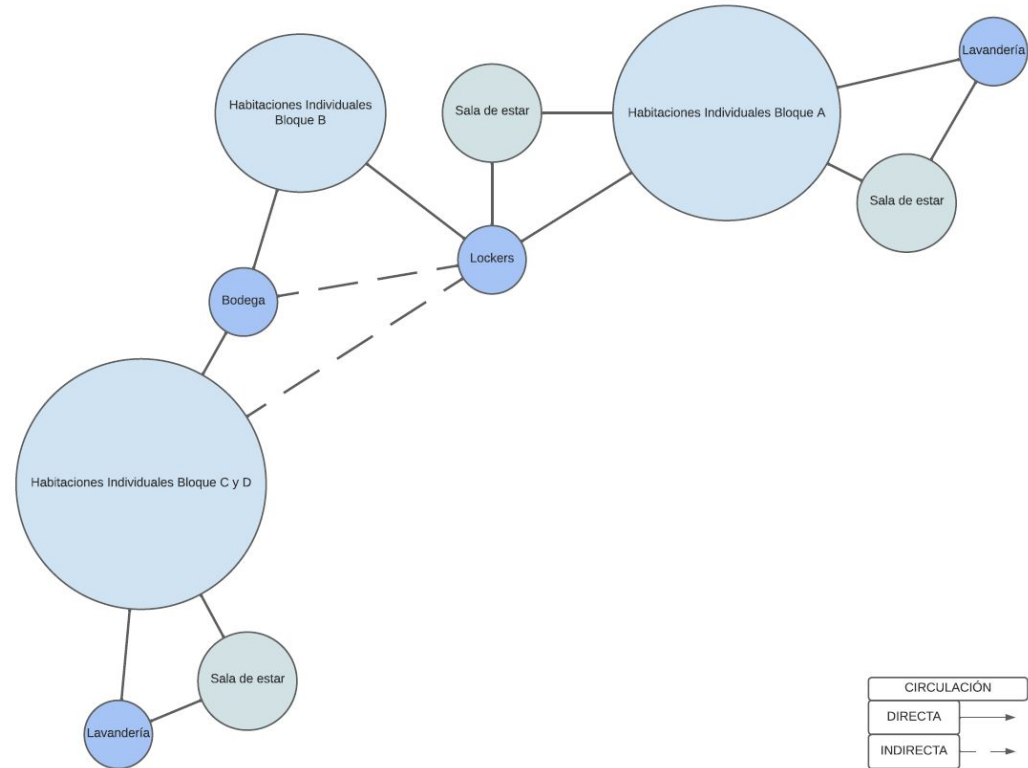 Lavandería
Habitaciones Individuales
Bloque B
Sala de estar
Habitaciones Individuales Bloque A
Sala de estar
Lockers
Bodega
Habitaciones Individuales Bloque C y D
Sala de estar
Lavandería
CIRCULACIÓN
DIRECTA
INDIRECTA